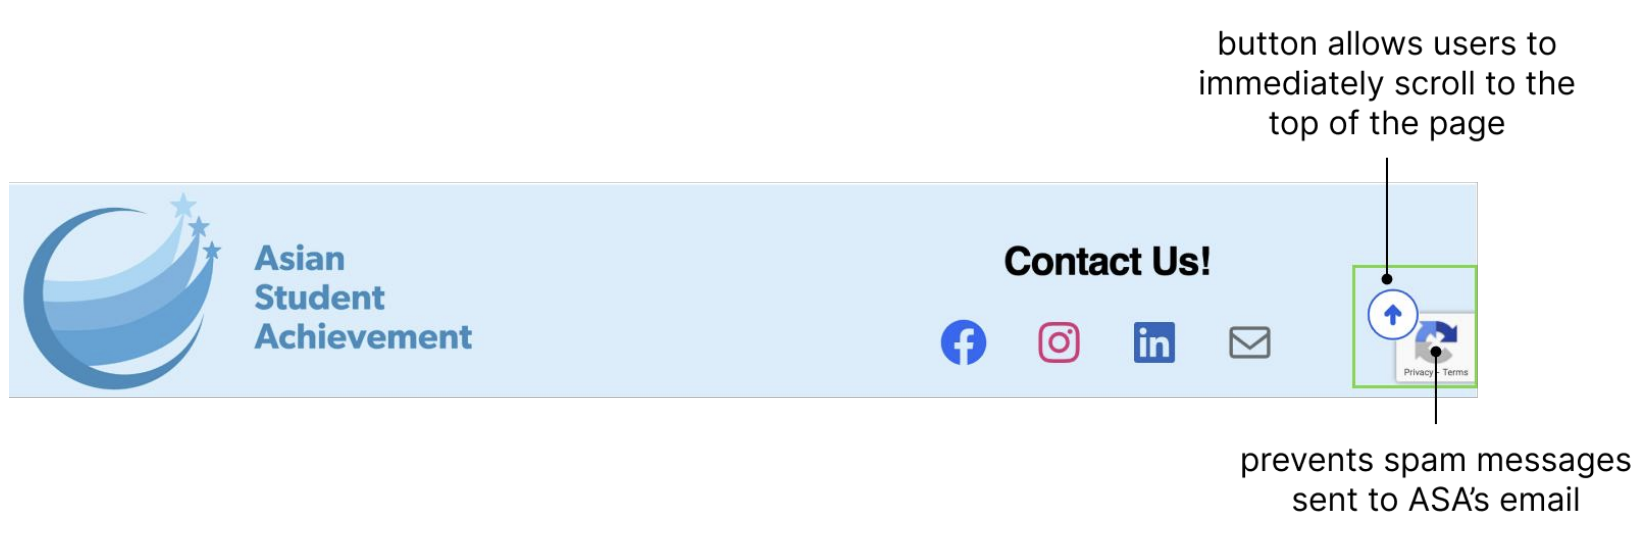 button allows users to
immediately scroll to the
top of the page
Asian
Student
Achievement
Contact Us!
in
Privacy - Terms
prevents spam messages
sent to ASA's email